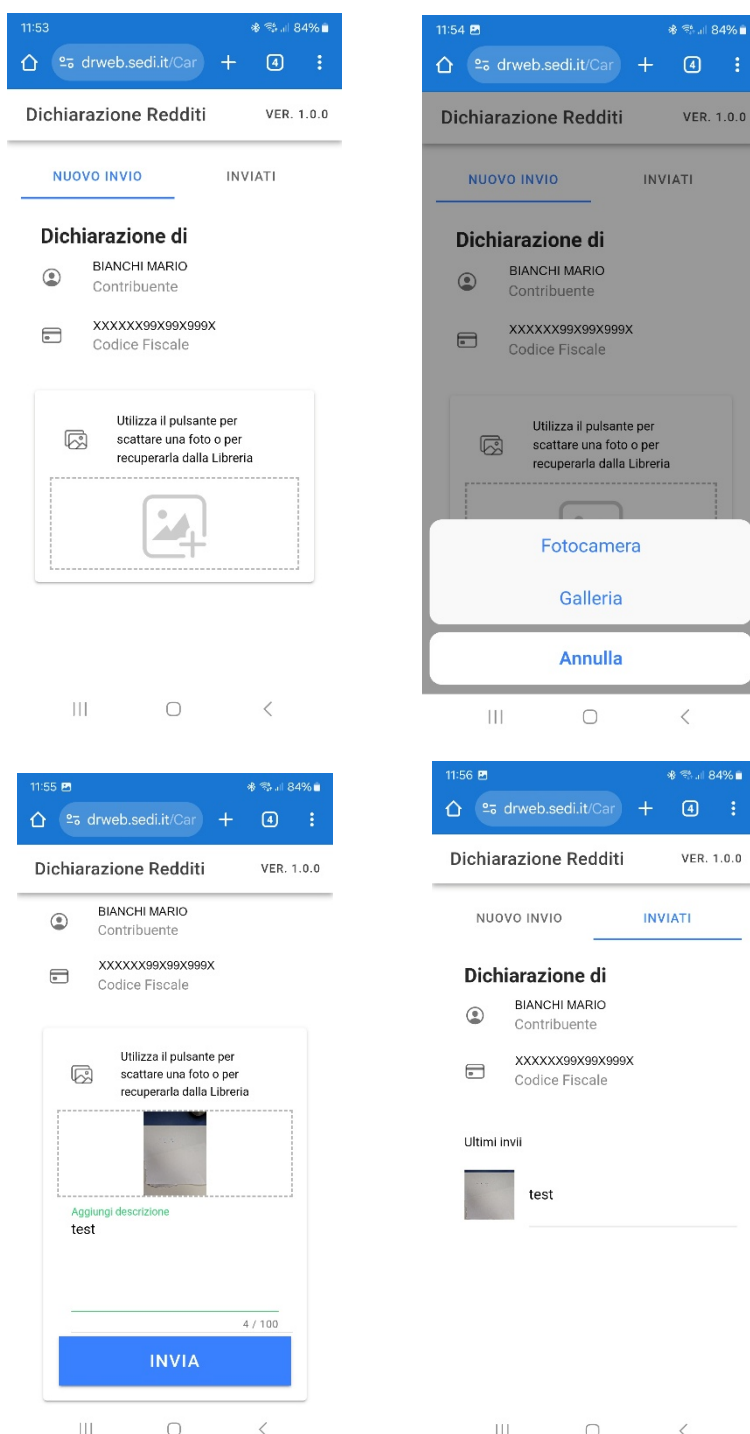 11:53
84%
drweb.sedi.it/Car
4
Dichiarazione Redditi
VER. 1.0.0
NUOVO INVIO
INVIATI
Dichiarazione di
BIANCHI MARIO
Contribuente
XXXXXX99X99X999X
Codice Fiscale
Utilizza il pulsante per
scattare una foto o per
recuperarla dalla Libreria
11:54
84%
drweb.sedi.it/Car
4
Dichiarazione Redditi
VER. 1.0.0
NUOVO INVIO
INVIATI
Dichiarazione di
BIANCHI MARIO
Contribuente
XXXXXX99X99X999X
Codice Fiscale
Utilizza il pulsante per
scattare una foto o per
recuperarla dalla Libreria
Fotocamera
Galleria
Annulla
11:55
84%
drweb.sedi.it/Car
4
Dichiarazione Redditi
VER. 1.0.0
BIANCHI MARIO
Contribuente
XXXXXX99X99X999X
Codice Fiscale
Utilizza il pulsante per
scattare una foto o per
recuperarla dalla Libreria
Aggiungi descrizione
test
4 / 100
INVIA
11:56
84%
drweb.sedi.it/Car
4
Dichiarazione Redditi
VER. 1.0.0
NUOVO INVIO
INVIATI
Dichiarazione di
BIANCHI MARIO
Contribuente
XXXXXX99X99X999X
Codice Fiscale
Ultimi invii
test